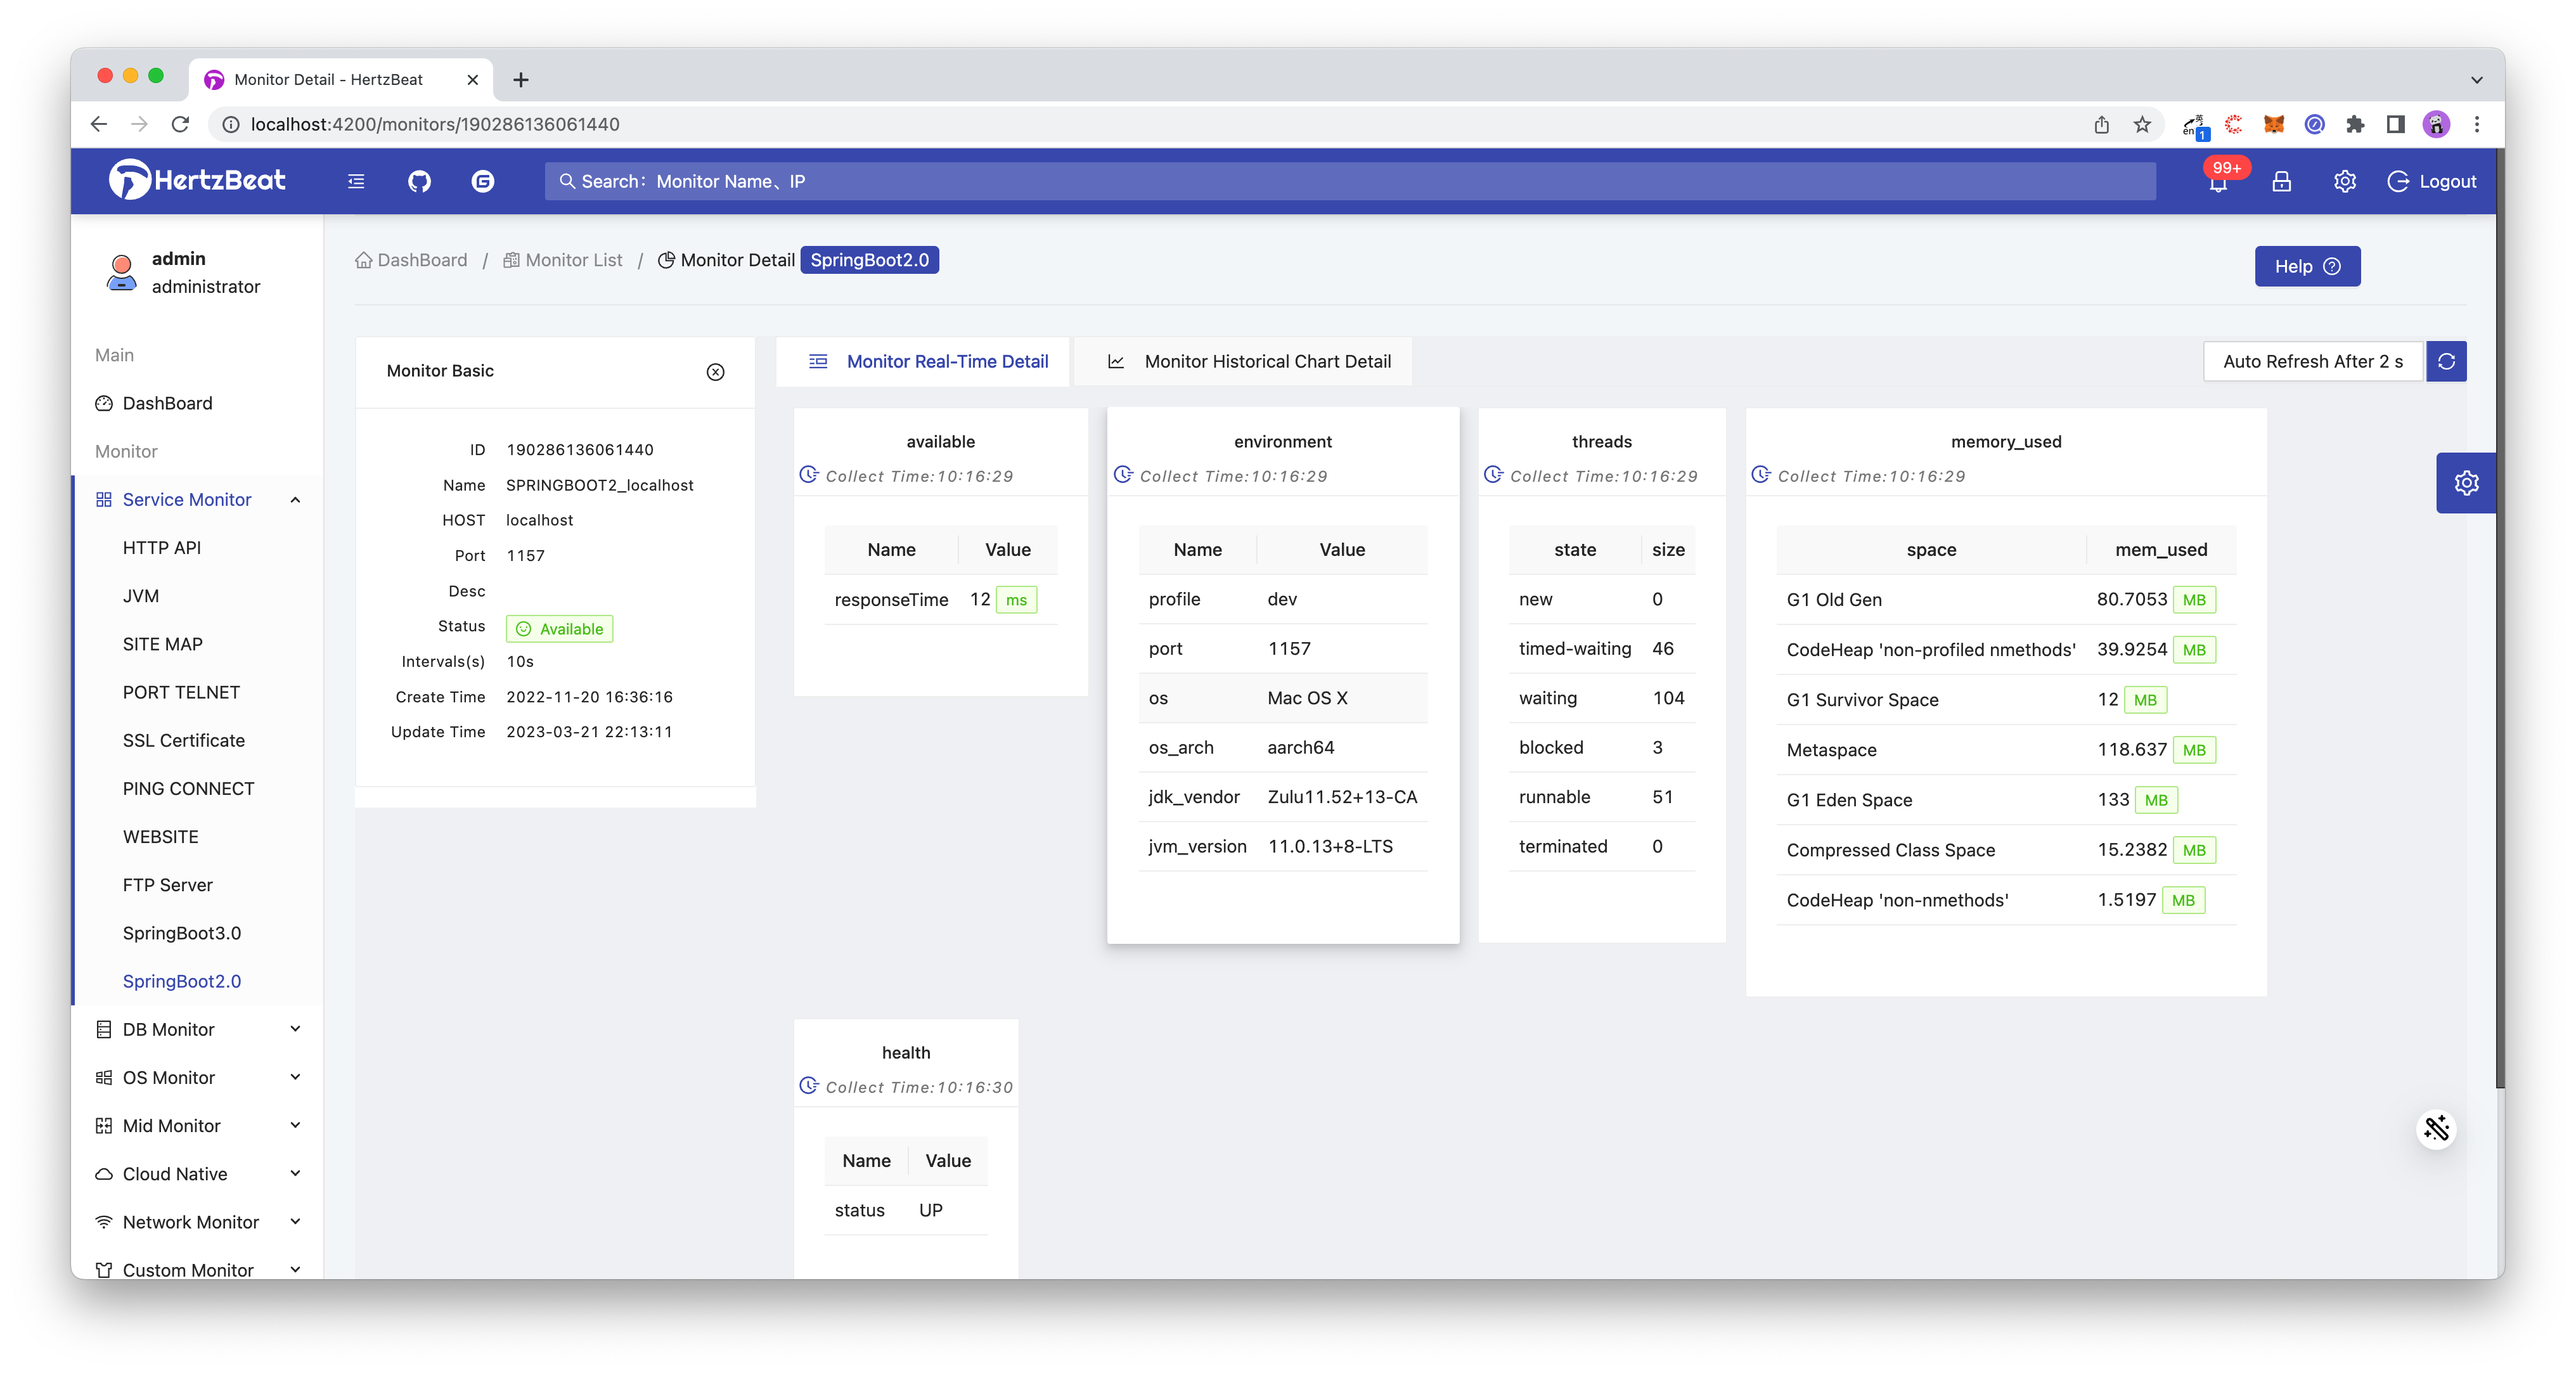 Monitor Detail - HertzBeat
localhost:4200/monitors/190286136061440
en
英
1
HertzBeat
Search: Monitor Name、IP
99+
Logout
admin
administrator
Main
DashBoard
Monitor
Service Monitor
HTTP API
JVM
SITE MAP
PORT TELNET
SSL Certificate
PING CONNECT
WEBSITE
FTP Server
SpringBoot3.0
SpringBoot2.0
DB Monitor
OS Monitor
Mid Monitor
Cloud Native
Network Monitor
Custom Monitor
DashBoard / Monitor List / Monitor Detail SpringBoot2.0
Help
Monitor Basic
ID 190286136061440
Name SPRINGBOOT2_localhost
HOST localhost
Port 1157
Desc
Status Available
Intervals(s) 10s
Create Time 2022-11-20 16:36:16
Update Time 2023-03-21 22:13:11
Monitor Real-Time Detail
Monitor Historical Chart Detail
Auto Refresh After 2 s
available
Collect Time:10:16:29
Name Value
responseTime 12 ms
environment
Collect Time:10:16:29
Name Value
profile dev
port 1157
os Mac OS X
os_arch aarch64
jdk_vendor Zulu11.52+13-CA
jvm_version 11.0.13+8-LTS
threads
Collect Time:10:16:29
state size
new 0
timed-waiting 46
waiting 104
blocked 3
runnable 51
terminated 0
memory_used
Collect Time:10:16:29
space mem_used
G1 Old Gen 80.7053 MB
CodeHeap 'non-profiled nmethods' 39.9254 MB
G1 Survivor Space 12 MB
Metaspace 118.637 MB
G1 Eden Space 133 MB
Compressed Class Space 15.2382 MB
CodeHeap 'non-nmethods' 1.5197 MB
health
Collect Time:10:16:30
Name Value
status UP